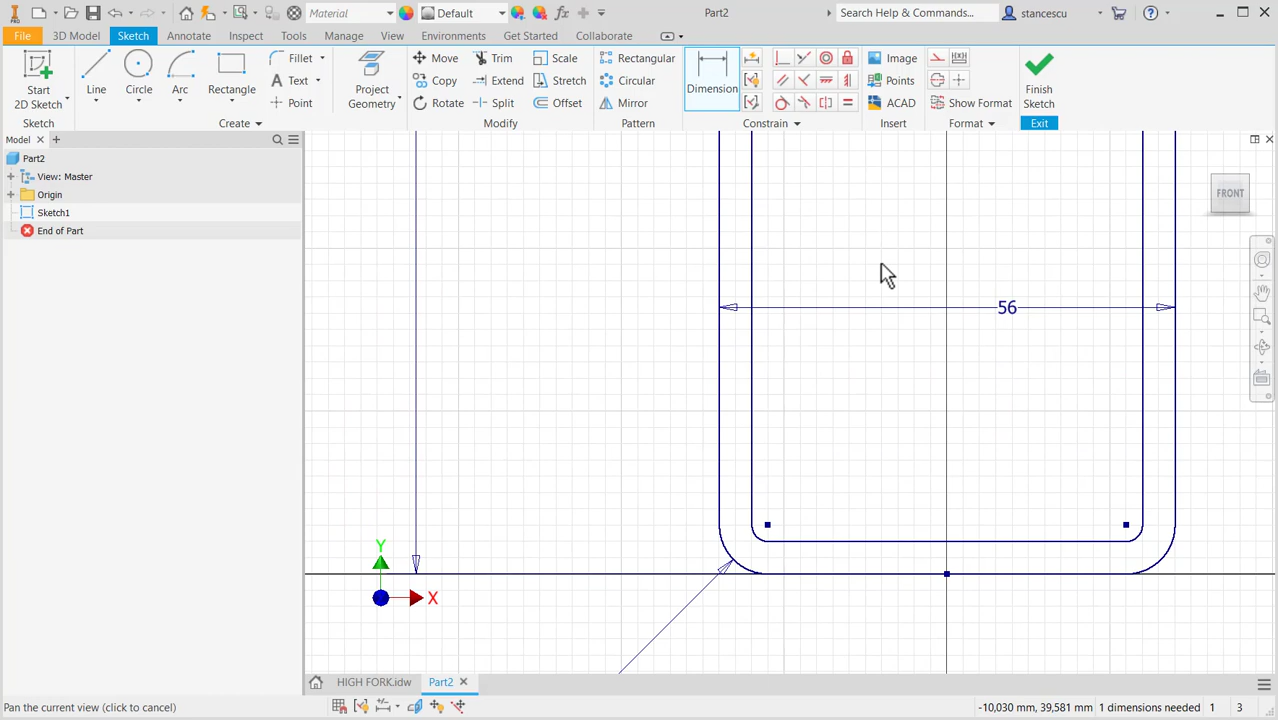 PRO
Material
Default
Part2
Search Help & Commands...
stancescu
File
3D Model
Sketch
Annotate
Inspect
Tools
Manage
View
Environments
Get Started
Collaborate
Start
2D Sketch
Line
Circle
Arc
Rectangle
Fillet
Text
Point
Project
Geometry
Move
Copy
Rotate
Trim
Extend
Split
Scale
Stretch
Offset
Rectangular
Circular
Mirror
Dimension
Image
Points
ACAD
Show Format
Finish
Sketch
Sketch
Create
Modify
Pattern
Constrain
Insert
Format
Exit
Model
Part2
View: Master
Origin
Sketch1
End of Part
FRONT
56
Y
X
HIGH FORK.idw
Part2
Pan the current view (click to cancel)
-10,030 mm, 39,581 mm
1 dimensions needed
1
3